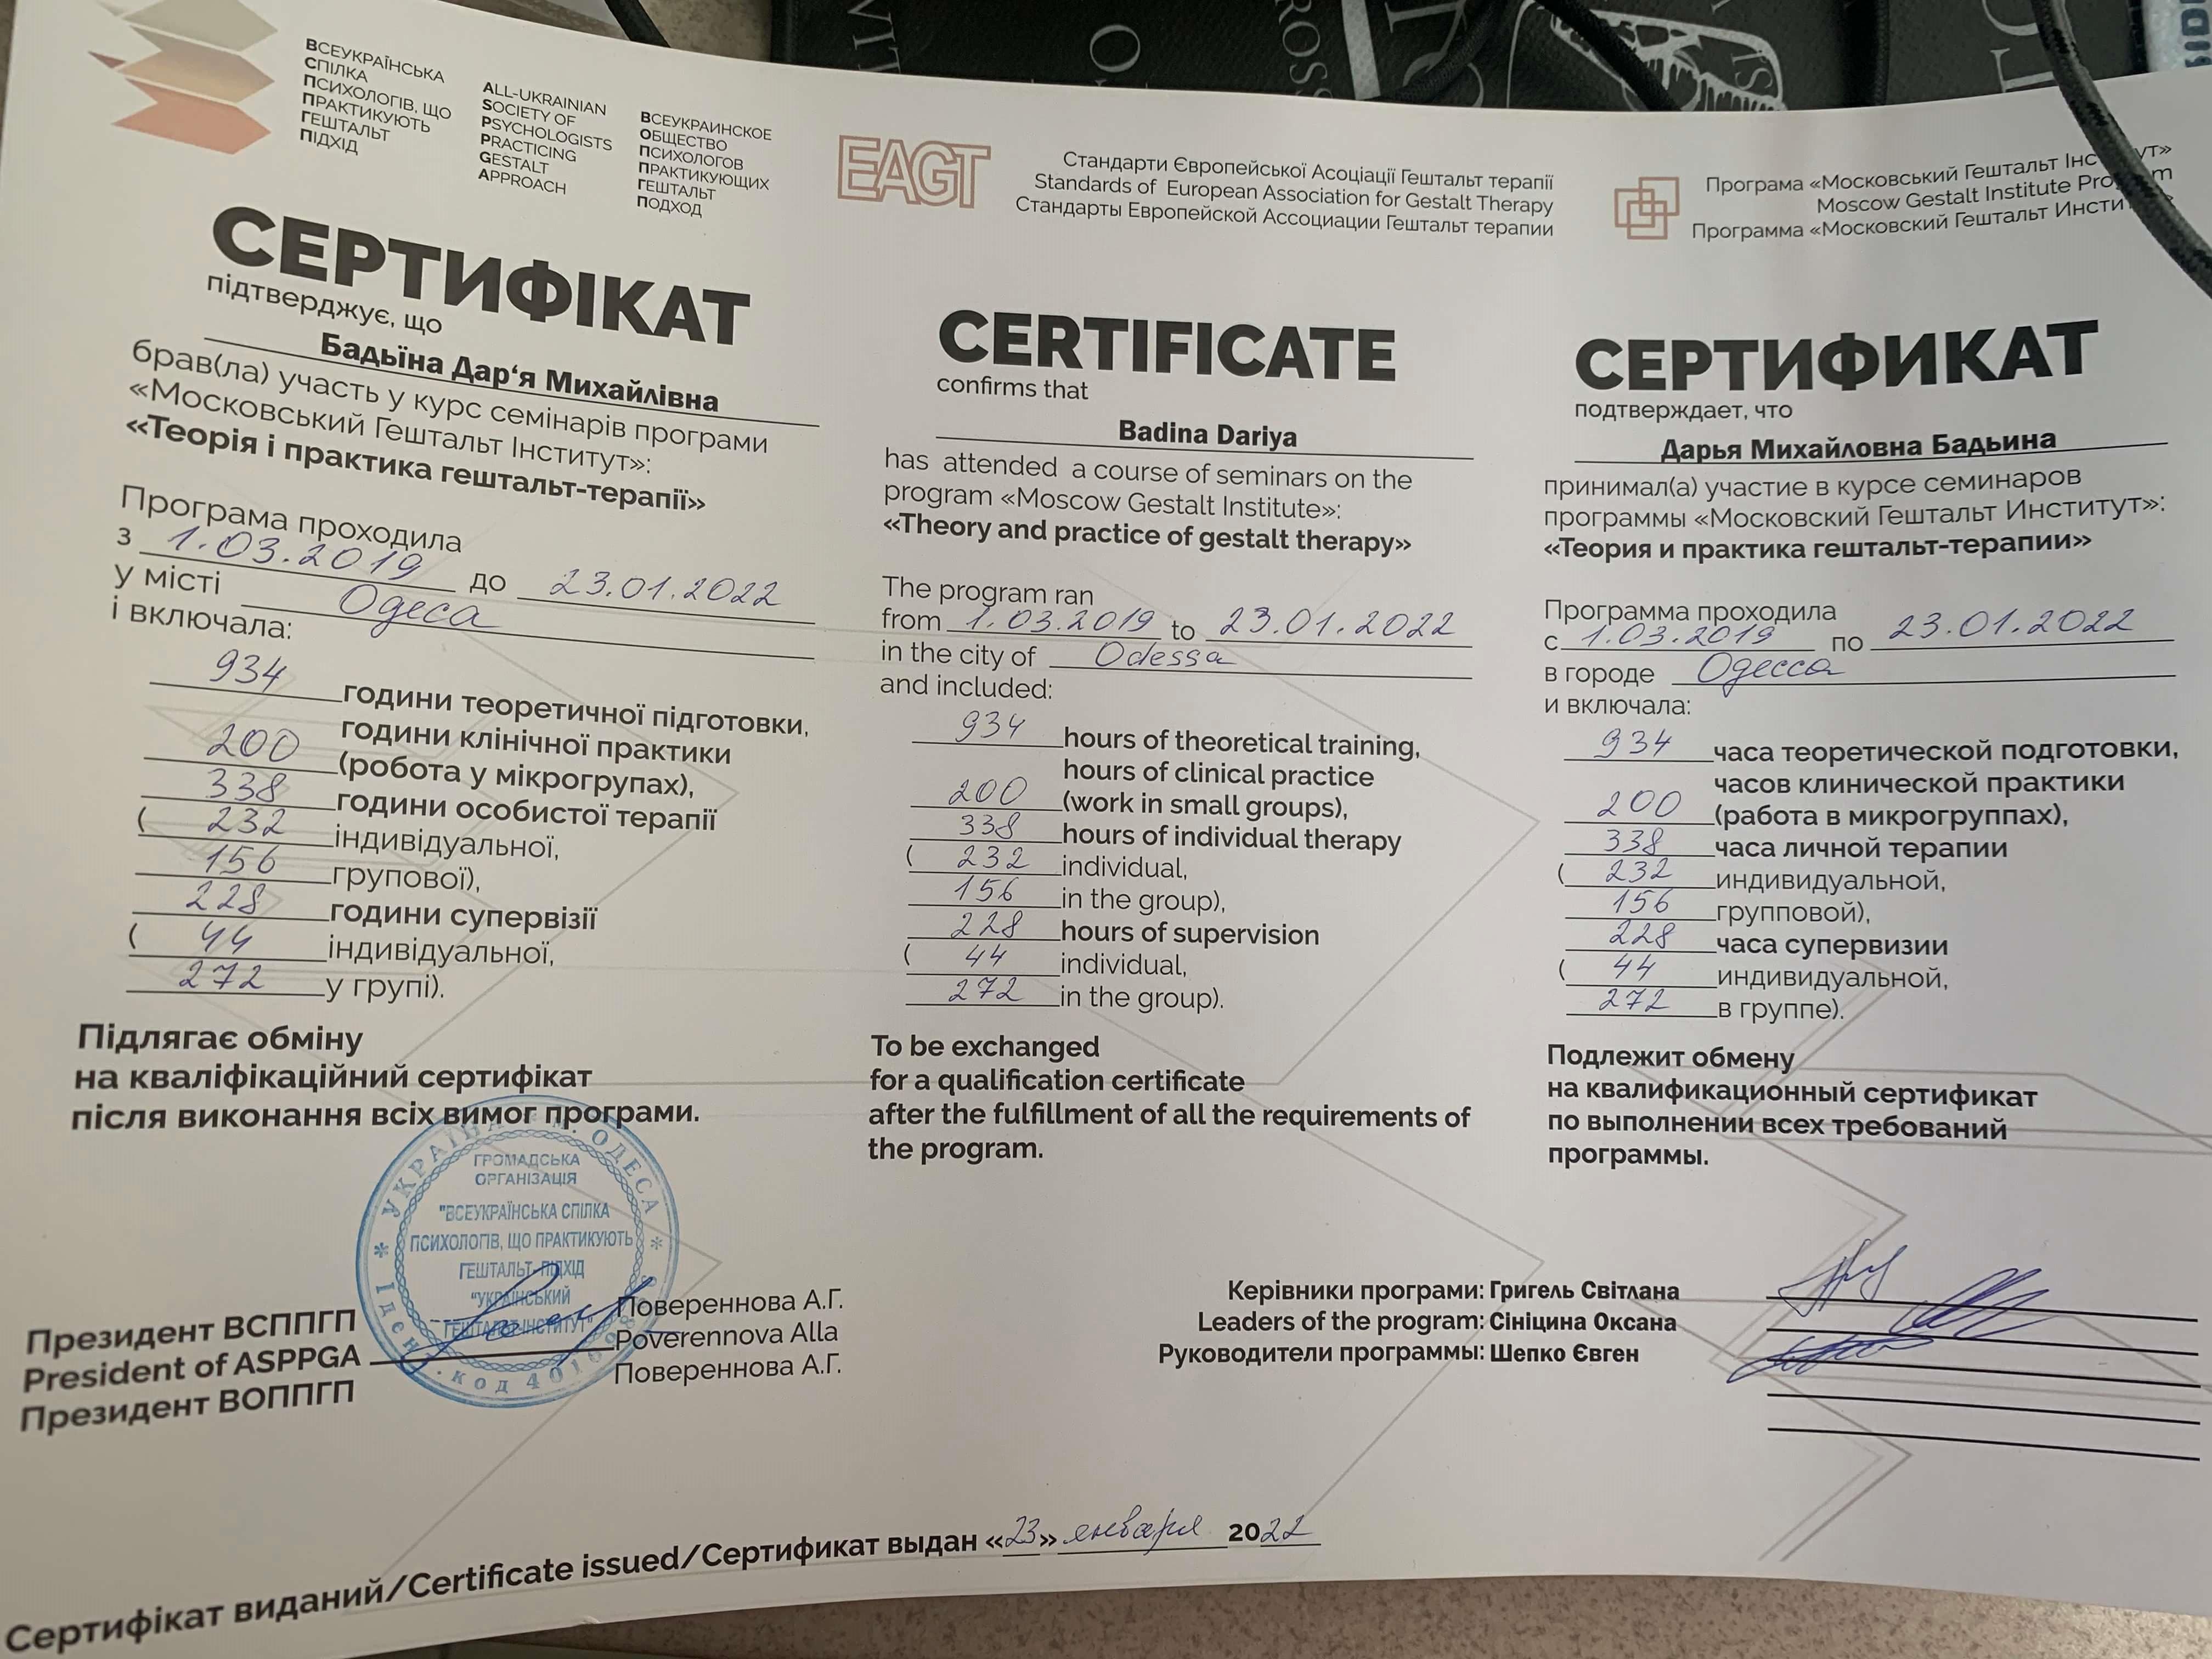 ВСЕУКРАЇНСЬКА
СПІЛКА
ПСИХОЛОГІВ, ЩО
ПРАКТИКУЮТЬ
ГЕШТАЛЬТ
ПІДХІД
ALL-UKRAINIAN
SOCIETY OF
PSYCHOLOGISTS
PRACTICING
GESTALT
APPROACH
ВСЕУКРАИНСКОЕ
ОБЩЕСТВО
ПСИХОЛОГОВ
ПРАКТИКУЮЩИХ
ГЕШТАЛЬТ
ПОДХОД
EAGT
Стандарти Європейської Асоціації Гештальт терапії
Standards of European Association for Gestalt Therapy
Стандарты Европейской Ассоциации Гештальт терапии
Програма «Московський Гештальт
Moscow Gestalt Institute
Программа «Московский Гештальт
СЕРТИФІКАТ
підтверджує, що
Бадьїна Дар‘я Михайлівна
брав(ла) участь у курс семінарів програми
«Московський Гештальт Інститут»:
«Теорія і практика гештальт-терапії»
Програма проходила
з 1.03.2019 до 23.01.2022
у місті Одеса
і включала:
934 години теоретичної підготовки,
години клінічної практики
200 (робота у мікрогрупах),
338 години особистої терапії
( 232 індивідуальної,
156 групової),
228 години супервізії
( 44 індивідуальної,
272 у групі).
Підлягає обміну
на кваліфікаційний сертифікат
після виконання всіх вимог програми.
CERTIFICATE
confirms that
Badina Dariya
has attended a course of seminars on the
program «Moscow Gestalt Institute»:
«Theory and practice of gestalt therapy»
The program ran
from 1.03.2019 to 23.01.2022
in the city of Odessa
and included:
934 hours of theoretical training,
hours of clinical practice
200 (work in small groups),
338 hours of individual therapy
( 232 individual,
156 in the group),
228 hours of supervision
( 44 individual,
272 in the group).
To be exchanged
for a qualification certificate
after the fulfillment of all the requirements of
the program.
СЕРТИФИКАТ
подтверждает, что
Дарья Михайловна Бадьина
принимал(а) участие в курсе семинаров
программы «Московский Гештальт Институт»:
«Теория и практика гештальт-терапии»
Программа проходила
с 1.03.2019 по 23.01.2022
в городе Одесса
и включала:
934 часа теоретической подготовки,
часов клинической практики
200 (работа в микрогруппах),
338 часа личной терапии
( 232 индивидуальной,
156 групповой),
228 часа супервизии
( 44 индивидуальной,
272 в группе).
Подлежит обмену
на квалификационный сертификат
по выполнении всех требований
программы.
УКРАЇНА М. ОДЕСА
ГРОМАДСЬКА
ОРГАНІЗАЦІЯ
"ВСЕУКРАЇНСЬКА СПІЛКА
ПСИХОЛОГІВ, ЩО ПРАКТИКУЮТЬ
ГЕШТАЛЬТ-ПІДХІД
"УКРАЇНСЬКИЙ
ГЕШТАЛЬТ-ІНСТИТУТ"
Президент ВСППГП
President of ASPPGA
Президент ВОППГП
Повереннова А.Г.
Poverennova Alla
Повереннова А.Г.
Керівники програми: Григель Світлана
Leaders of the program: Сініцина Оксана
Руководители программы: Шепко Євген
Сертифікат виданий/Certificate issued/Сертификат выдан «23» января 2022